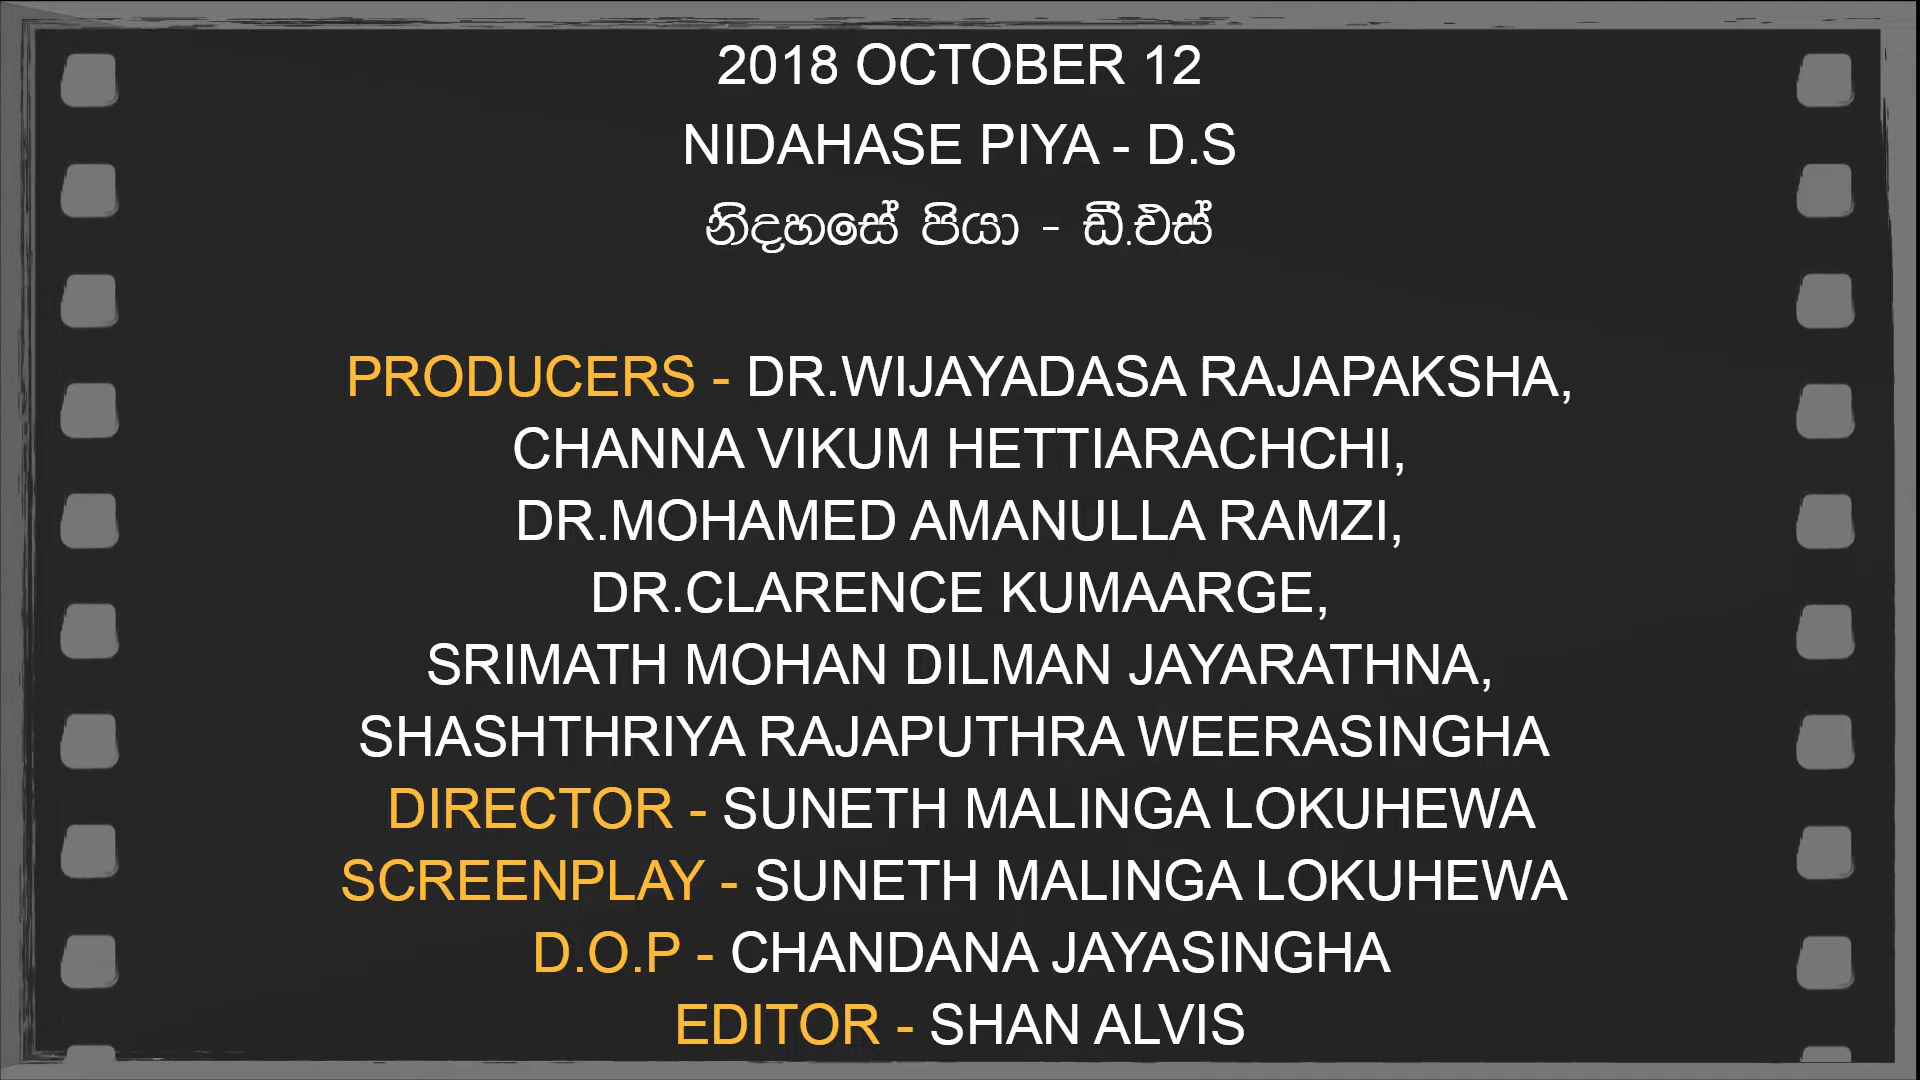 2018 OCTOBER 12
NIDAHASE PIYA - D.S
නිදහසේ පියා - ඩී.එස්
PRODUCERS - DR.WIJAYADASA RAJAPAKSHA,
CHANNA VIKUM HETTIARACHCHI,
DR.MOHAMED AMANULLA RAMZI,
DR.CLARENCE KUMAARGE,
SRIMATH MOHAN DILMAN JAYARATHNA,
SHASHTHRIYA RAJAPUTHRA WEERASINGHA
DIRECTOR - SUNETH MALINGA LOKUHEWA
SCREENPLAY - SUNETH MALINGA LOKUHEWA
D.O.P - CHANDANA JAYASINGHA
EDITOR - SHAN ALVIS